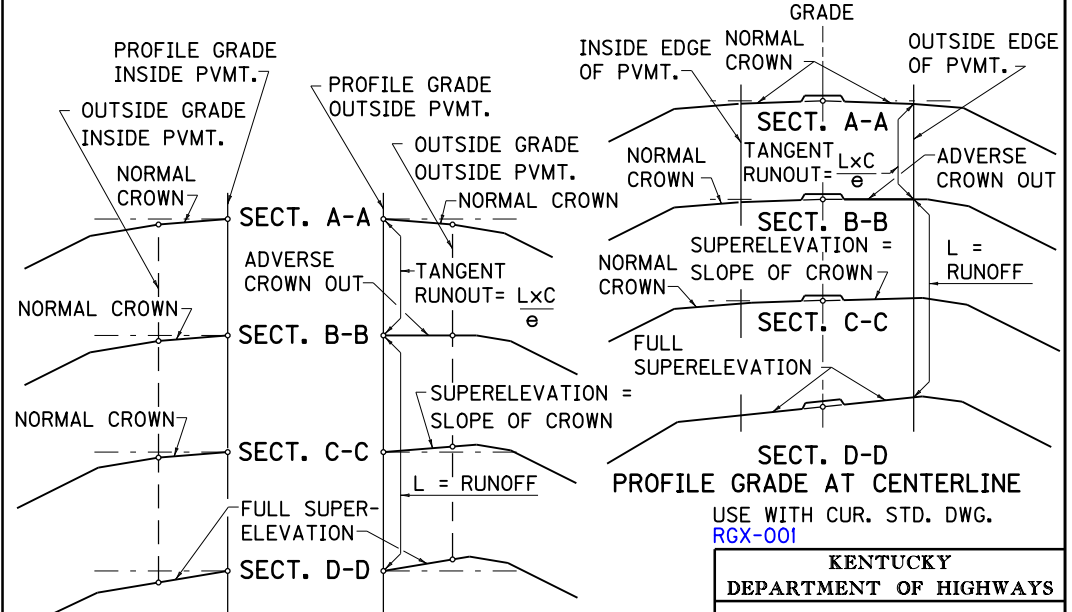 PROFILE GRADE
INSIDE PVMT.
OUTSIDE GRADE
INSIDE PVMT.
NORMAL
CROWN
PROFILE GRADE
OUTSIDE PVMT.
OUTSIDE GRADE
OUTSIDE PVMT.
NORMAL CROWN
SECT. A-A
ADVERSE
CROWN OUT
TANGENT
RUNOUT= LxC
e
NORMAL CROWN
SECT. B-B
SUPERELEVATION =
SLOPE OF CROWN
NORMAL CROWN
SECT. C-C
L = RUNOFF
FULL SUPER-
ELEVATION
SECT. D-D
GRADE
INSIDE EDGE
OF PVMT.
NORMAL
CROWN
OUTSIDE EDGE
OF PVMT.
SECT. A-A
TANGENT
RUNOUT= LxC
e
NORMAL
CROWN
ADVERSE
CROWN OUT
SECT. B-B
SUPERELEVATION =
SLOPE OF CROWN
NORMAL
CROWN
L =
RUNOFF
SECT. C-C
FULL
SUPERELEVATION
SECT. D-D
PROFILE GRADE AT CENTERLINE
USE WITH CUR. STD. DWG.
RGX-001
KENTUCKY
DEPARTMENT OF HIGHWAYS